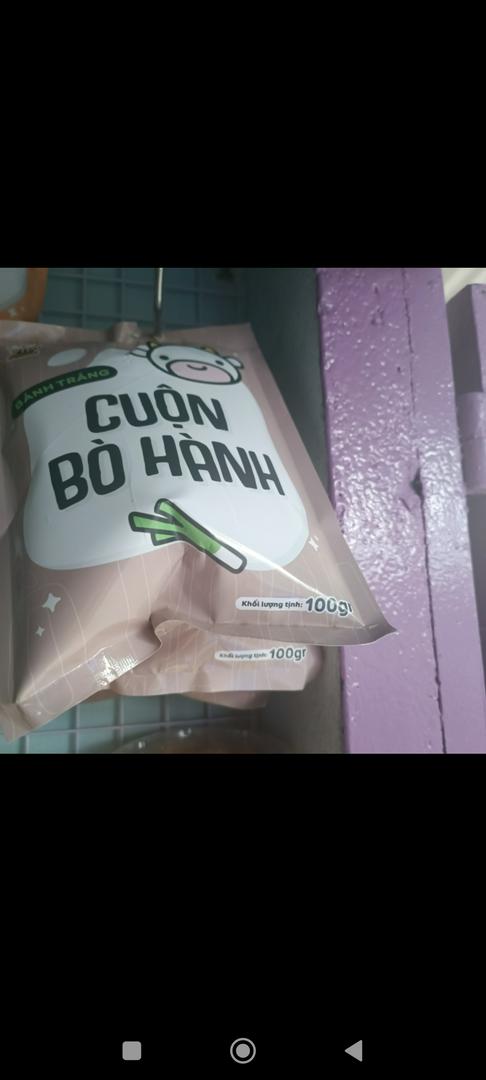 BÁNH TRÁNG
CUỘN
BÒ HÀNH
Khối lượng tịnh: 100gr
Khối lượng tịnh: 100gr